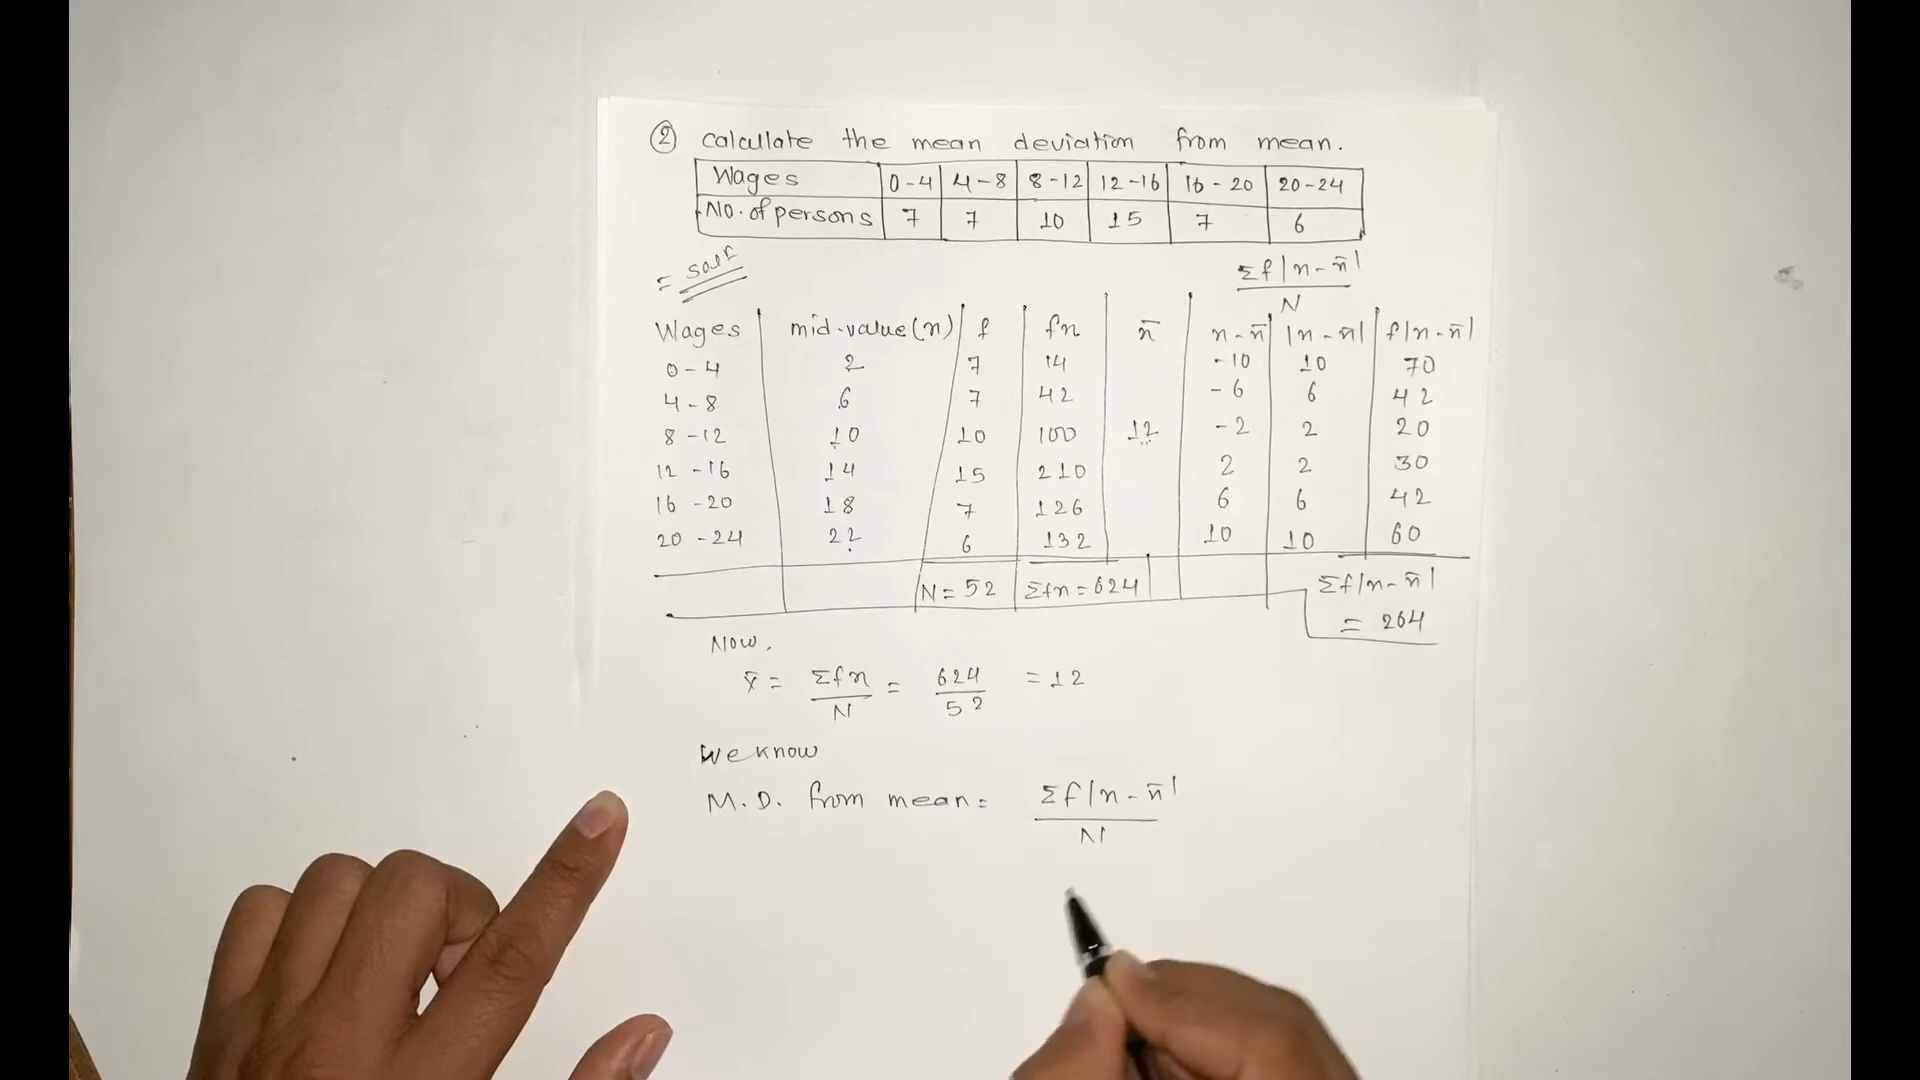 ② calculate the mean deviation from mean.
Wages 0-4 4-8 8-12 12-16 16-20 20-24
No. of persons 7 7 10 15 7 6
= solⁿ
Σf|x-x̄|
N
Wages mid-value(x) f fx x̄ x-x̄ |x-x̄| f|x-x̄|
0-4 2 7 14 -10 10 70
4-8 6 7 42 -6 6 42
8-12 10 10 100 12 -2 2 20
12-16 14 15 210 2 2 30
16-20 18 7 126 6 6 42
20-24 22 6 132 10 10 60
N=52 Σfx=624 Σf|x-x̄|
= 264
Now,
x̄ = Σfx/N = 624/52 = 12
We know
M.D. from mean = Σf|x-x̄|
N